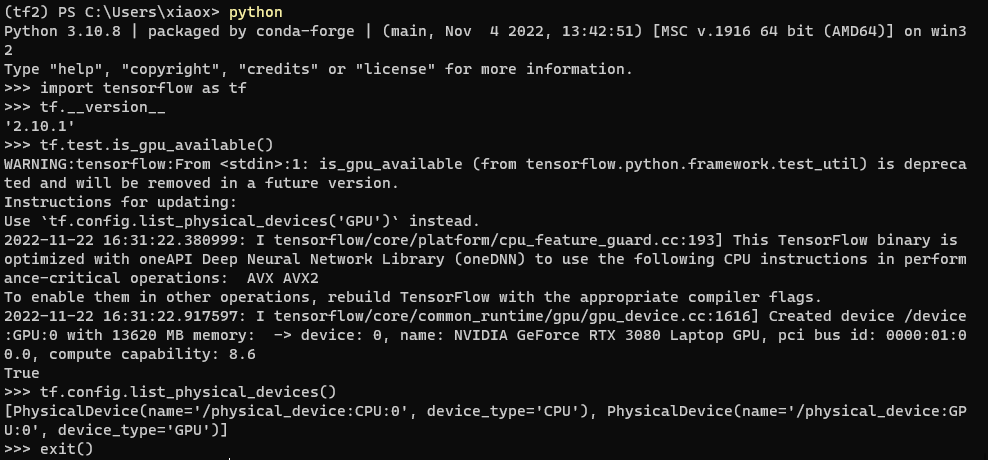 (tf2) PS C:\Users\xiaox> python
Python 3.10.8 | packaged by conda-forge | (main, Nov  4 2022, 13:42:51) [MSC v.1916 64 bit (AMD64)] on win3
2
Type "help", "copyright", "credits" or "license" for more information.
>>> import tensorflow as tf
>>> tf.__version__
'2.10.1'
>>> tf.test.is_gpu_available()
WARNING:tensorflow:From <stdin>:1: is_gpu_available (from tensorflow.python.framework.test_util) is depreca
ted and will be removed in a future version.
Instructions for updating:
Use `tf.config.list_physical_devices('GPU')` instead.
2022-11-22 16:31:22.380999: I tensorflow/core/platform/cpu_feature_guard.cc:193] This TensorFlow binary is
optimized with oneAPI Deep Neural Network Library (oneDNN) to use the following CPU instructions in perform
ance-critical operations:  AVX AVX2
To enable them in other operations, rebuild TensorFlow with the appropriate compiler flags.
2022-11-22 16:31:22.917597: I tensorflow/core/common_runtime/gpu/gpu_device.cc:1616] Created device /device
:GPU:0 with 13620 MB memory:  -> device: 0, name: NVIDIA GeForce RTX 3080 Laptop GPU, pci bus id: 0000:01:0
0.0, compute capability: 8.6
True
>>> tf.config.list_physical_devices()
[PhysicalDevice(name='/physical_device:CPU:0', device_type='CPU'), PhysicalDevice(name='/physical_device:GP
U:0', device_type='GPU')]
>>> exit()